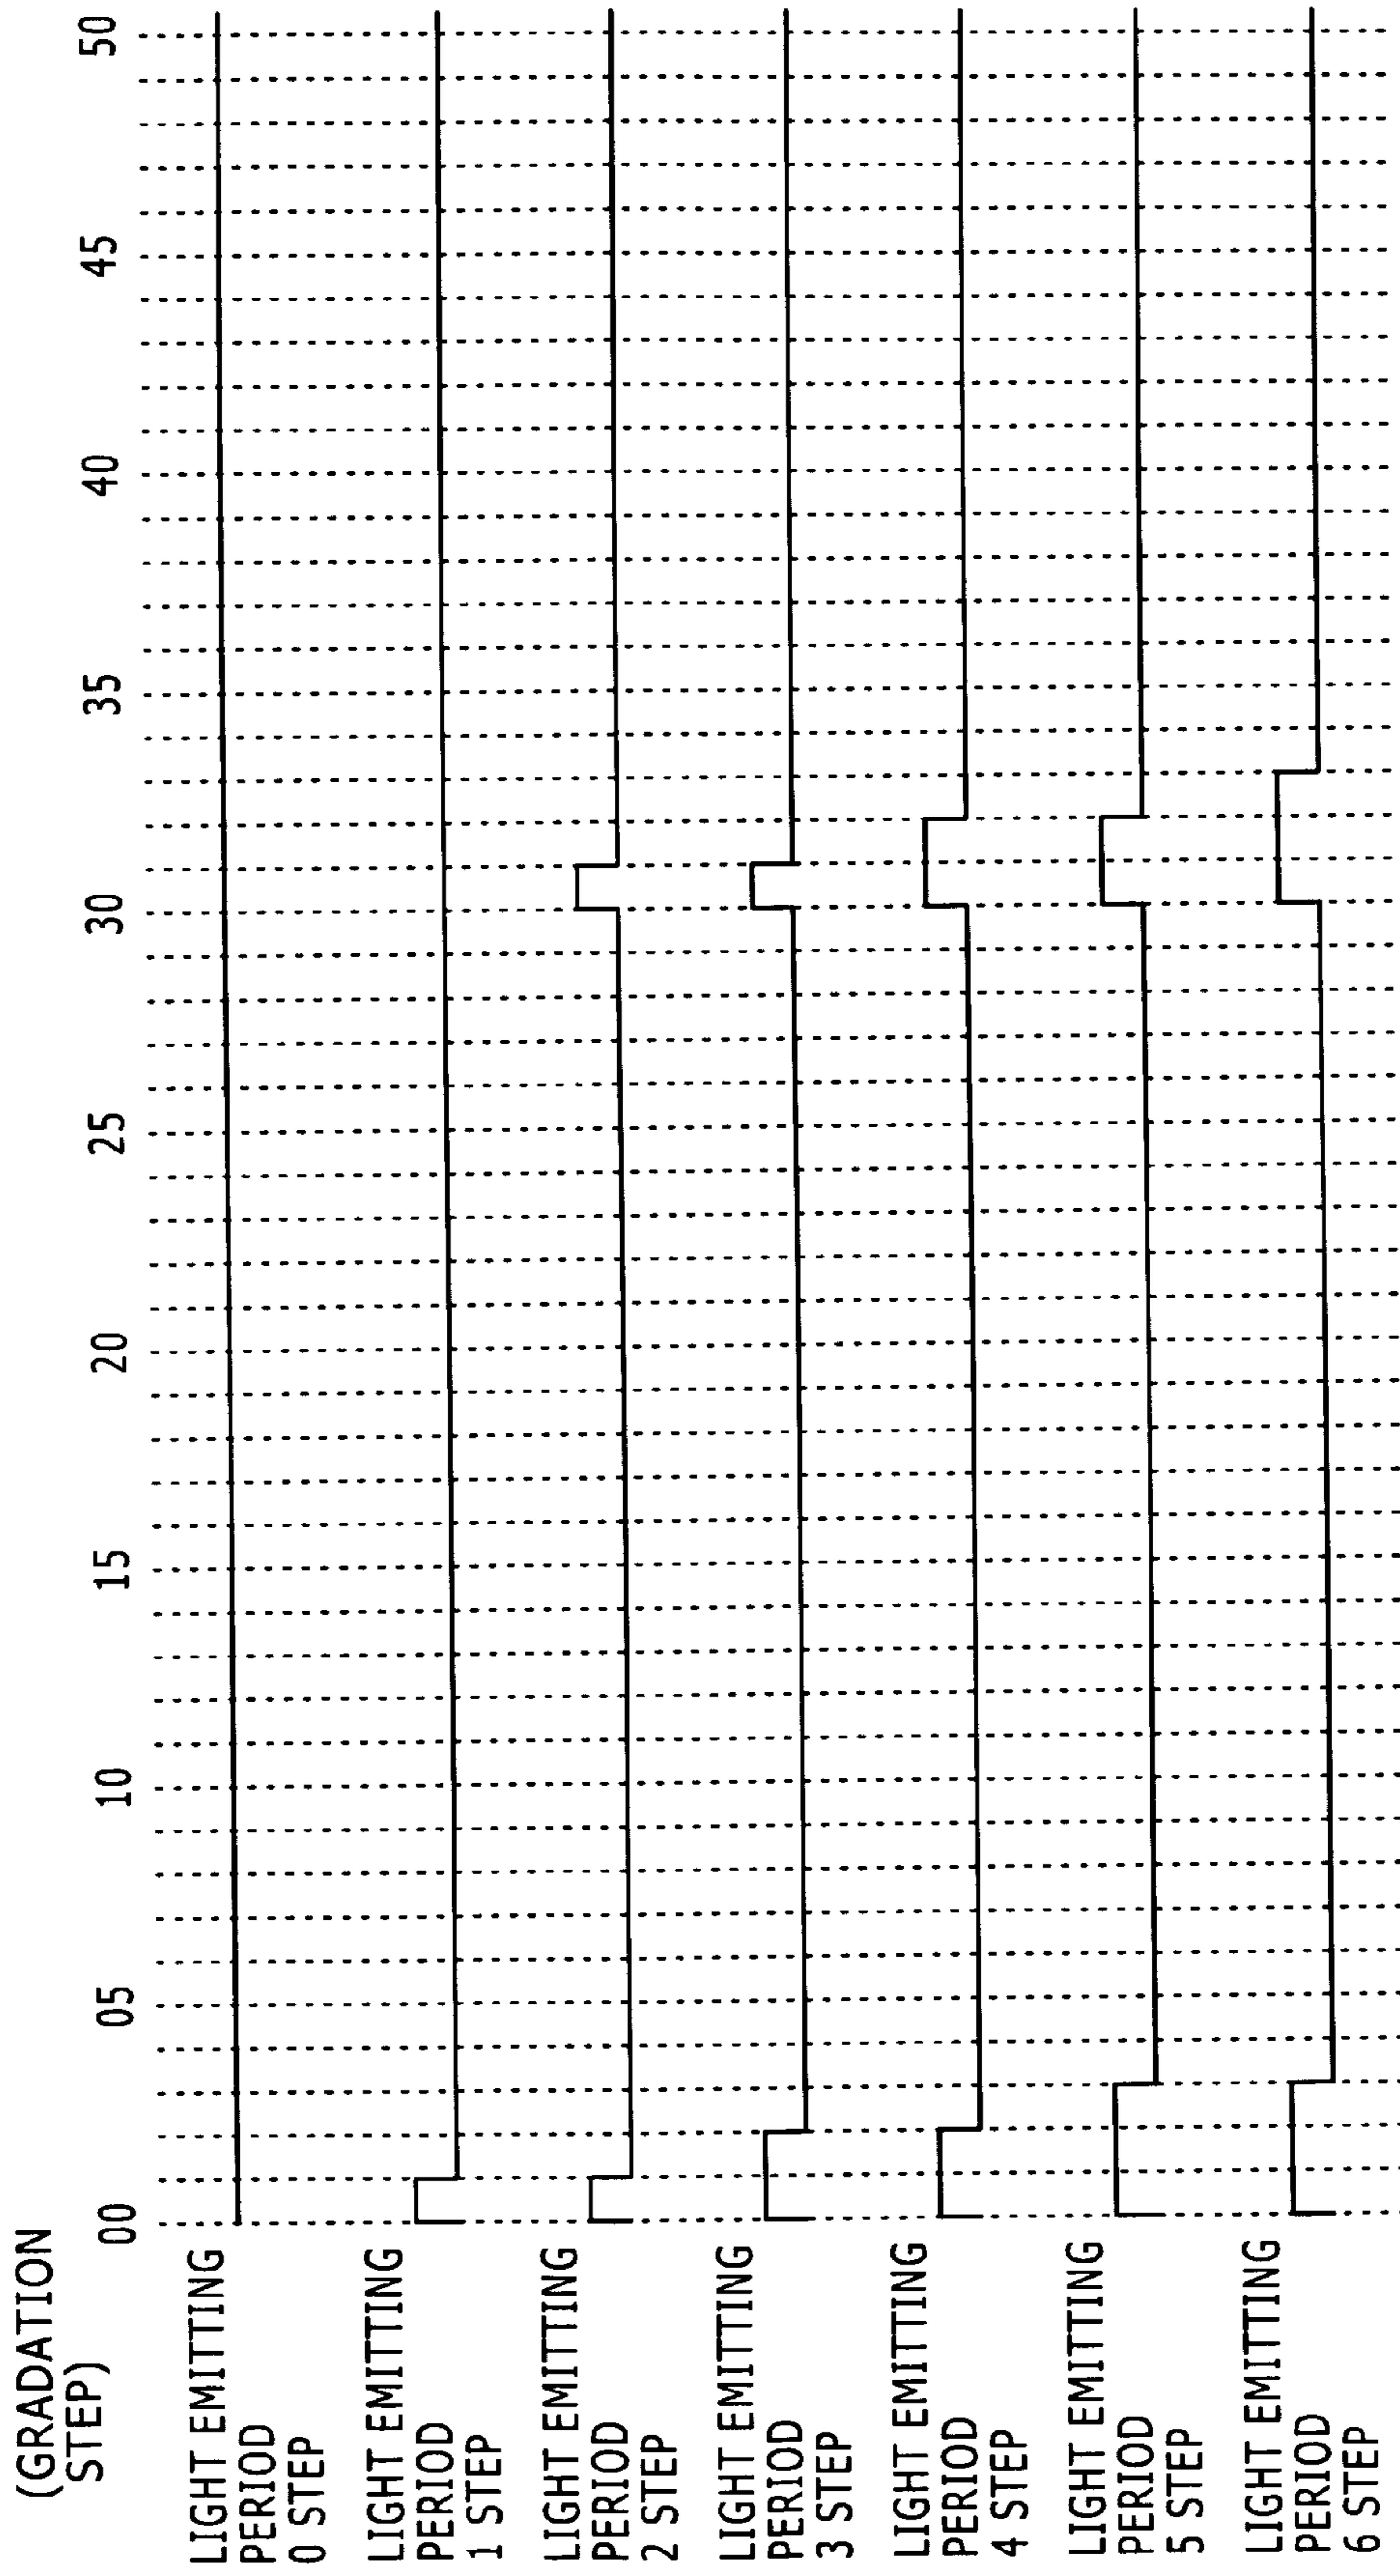 (GRADATION
STEP)
00 05 10 15 20 25 30 35 40 45 50
LIGHT EMITTING
PERIOD
0 STEP
LIGHT EMITTING
PERIOD
1 STEP
LIGHT EMITTING
PERIOD
2 STEP
LIGHT EMITTING
PERIOD
3 STEP
LIGHT EMITTING
PERIOD
4 STEP
LIGHT EMITTING
PERIOD
5 STEP
LIGHT EMITTING
PERIOD
6 STEP